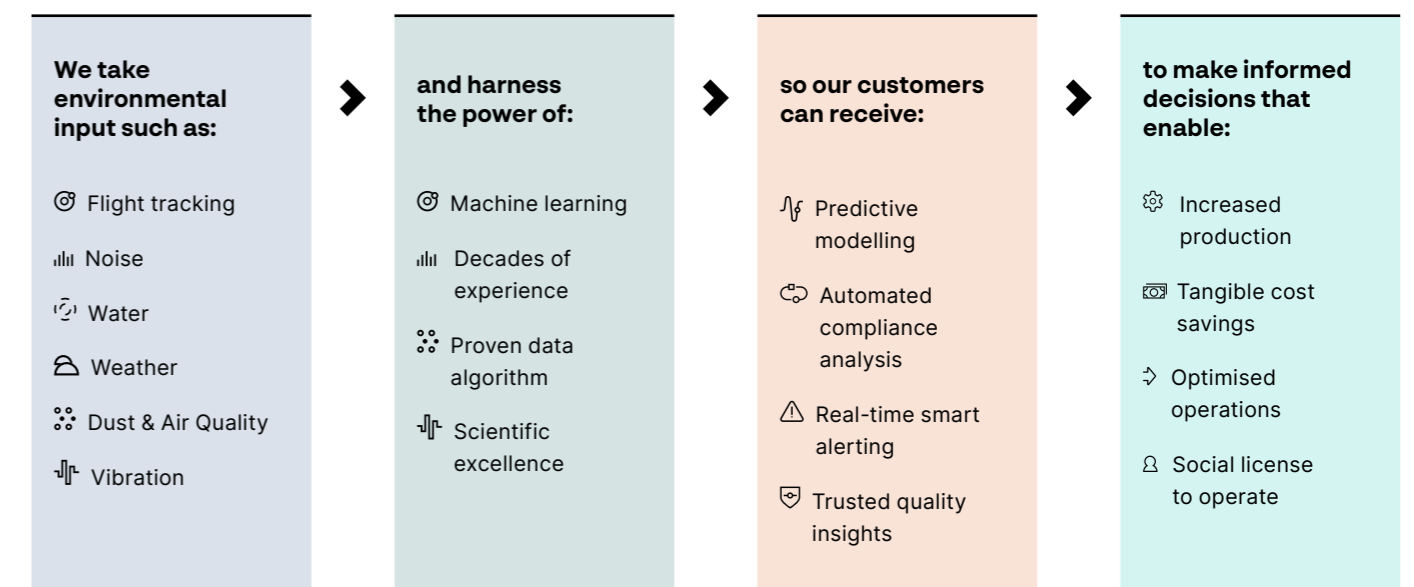 We take
environmental
input such as:
Flight tracking
Noise
Water
Weather
Dust & Air Quality
Vibration
and harness
the power of:
Machine learning
Decades of
experience
Proven data
algorithm
Scientific
excellence
so our customers
can receive:
Predictive
modelling
Automated
compliance
analysis
Real-time smart
alerting
Trusted quality
insights
to make informed
decisions that
enable:
Increased
production
Tangible cost
savings
Optimised
operations
Social license
to operate